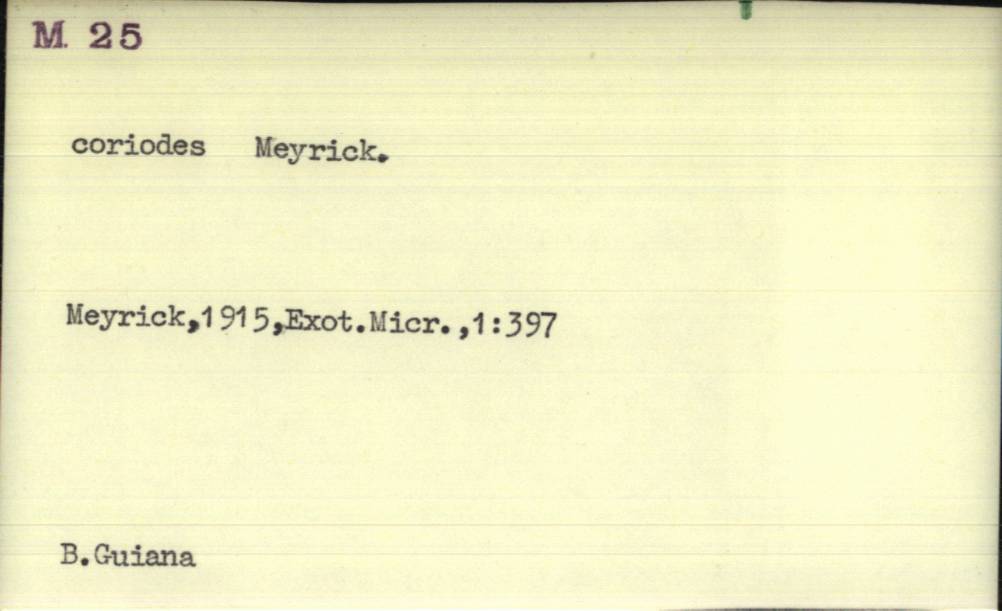 M. 25
coriodes Meyrick.
Meyrick,1915,Exot.Micr.,1:397
B.Guiana